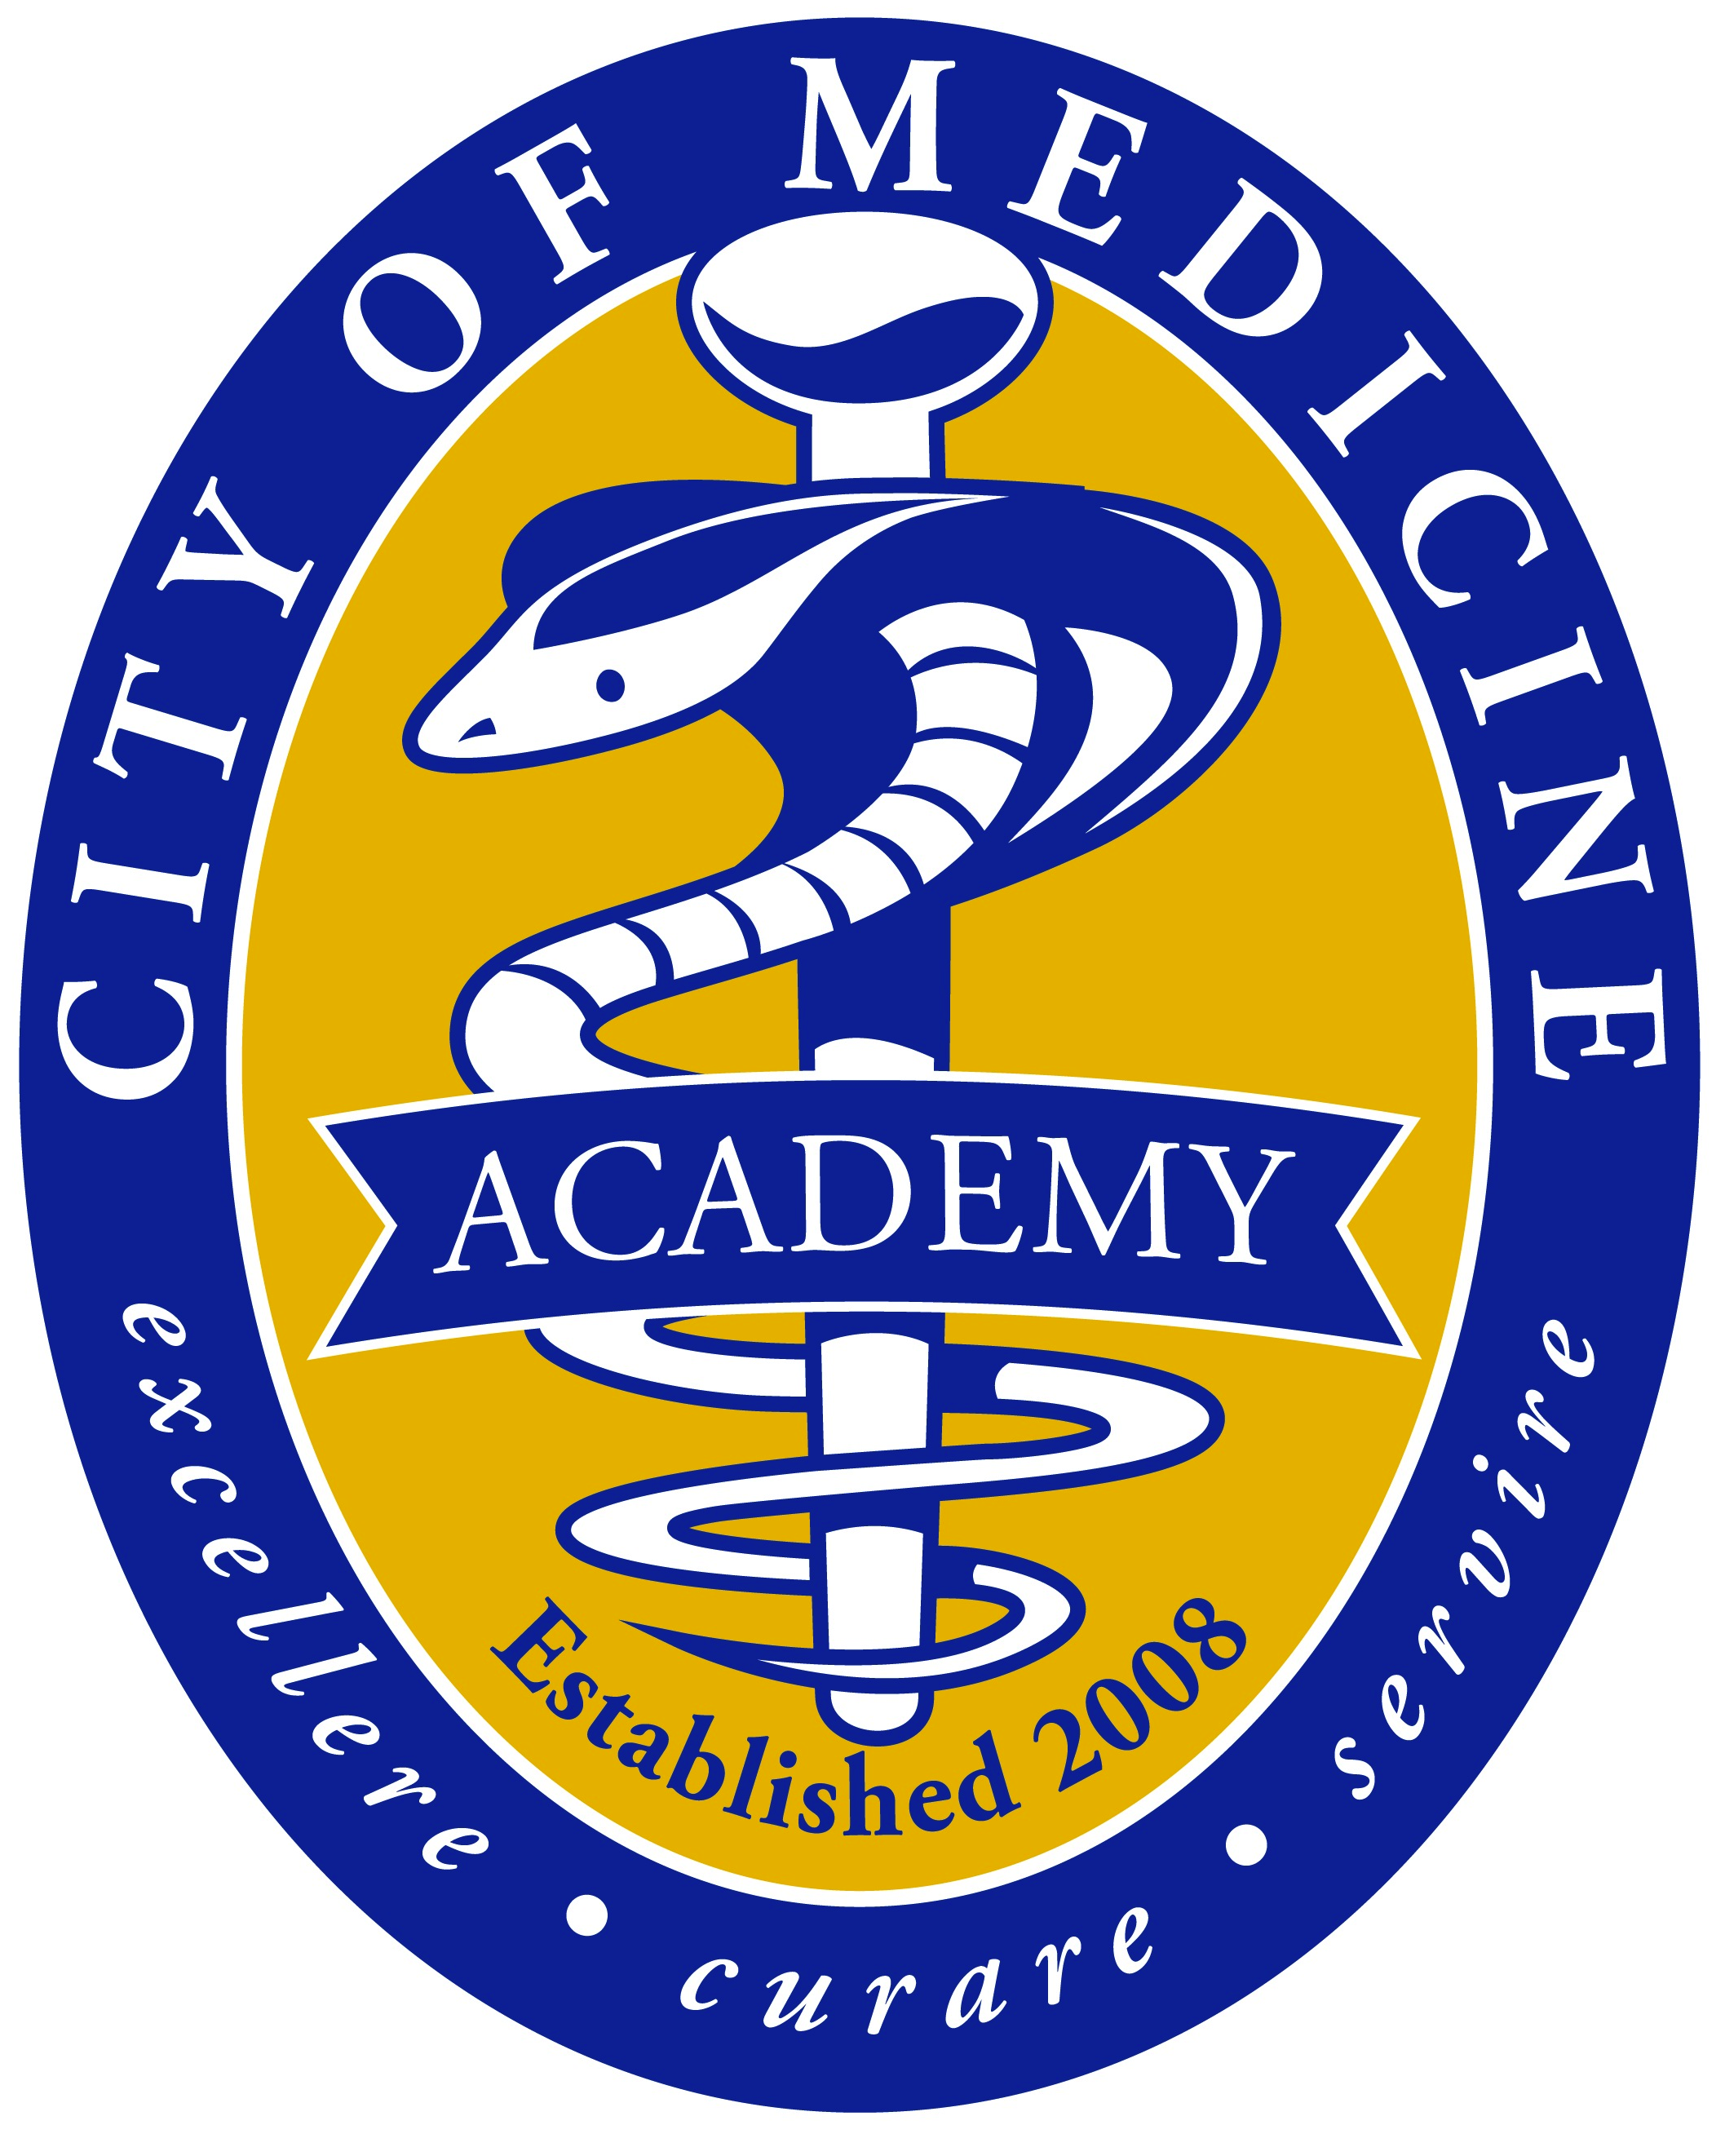 CITY OF MEDICINE
ACADEMY
Established 2008
excellere • curare • servire